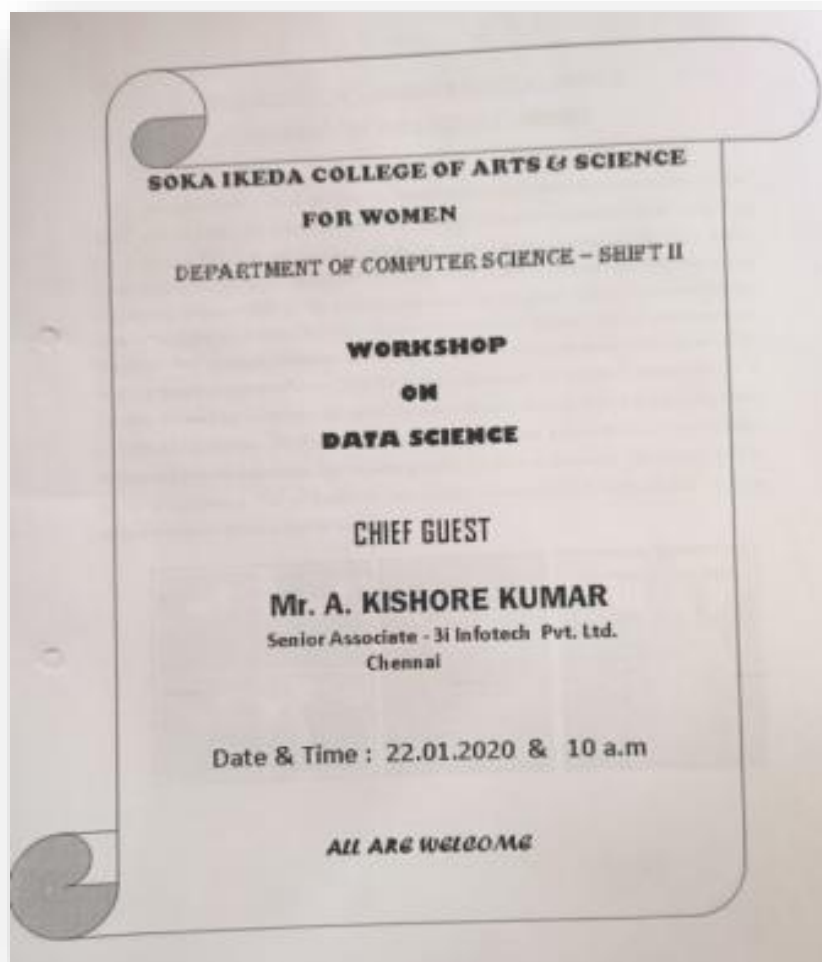 SOKA IKEDA COLLEGE OF ARTS & SCIENCE
FOR WOMEN
DEPARTMENT OF COMPUTER SCIENCE – SHIFT II
WORKSHOP
ON
DATA SCIENCE
CHIEF GUEST
Mr. A. KISHORE KUMAR
Senior Associate - 3i Infotech Pvt. Ltd.
Chennai
Date & Time : 22.01.2020 & 10 a.m
ALL ARE WELCOME